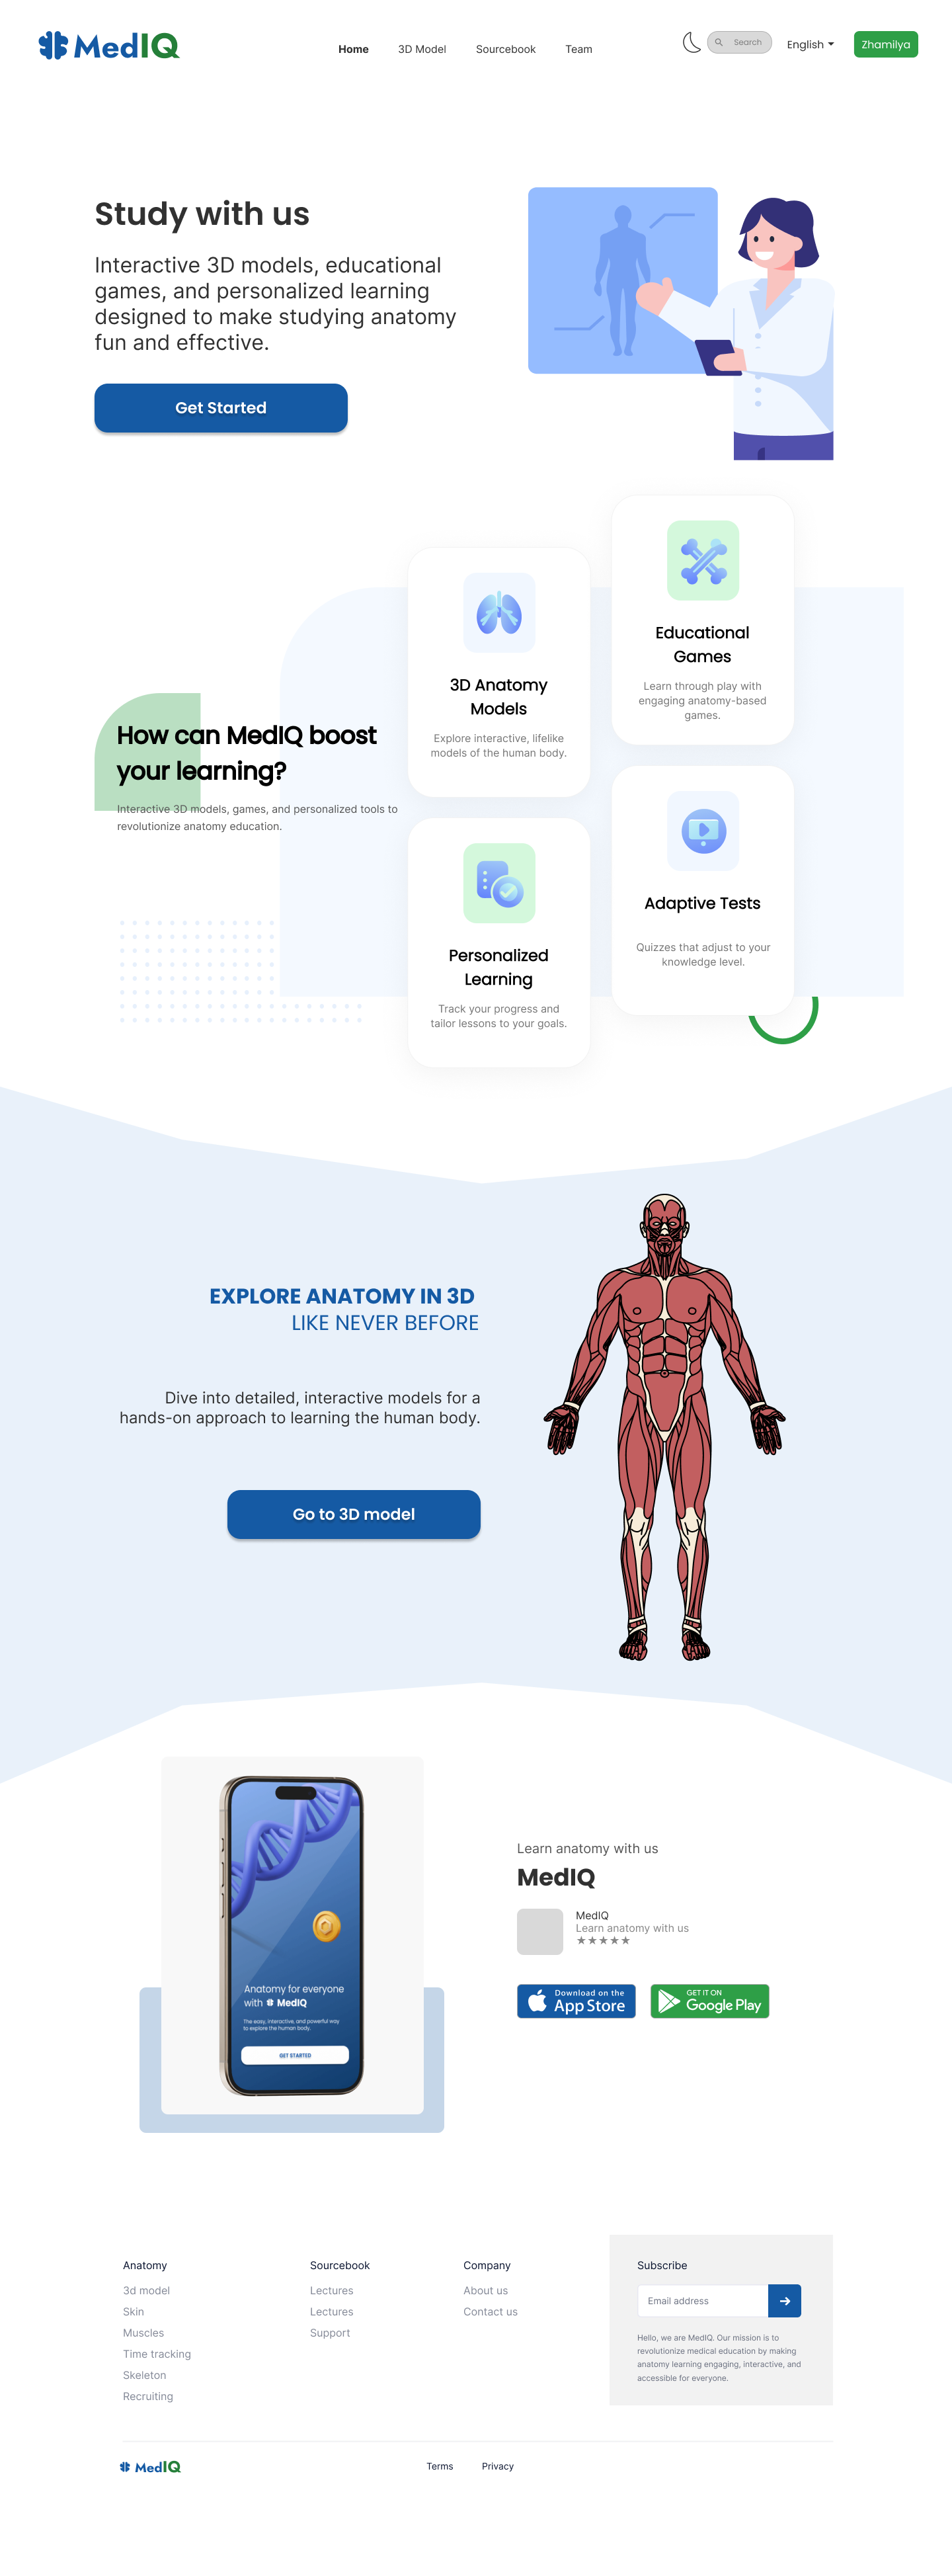 MedIQ
Home
3D Model
Sourcebook
Team
Search
English
Zhamilya
Study with us
Interactive 3D models, educational
games, and personalized learning
designed to make studying anatomy
fun and effective.
Get Started
Educational
Games
Learn through play with
engaging anatomy-based
games.
3D Anatomy
Models
Explore interactive, lifelike
models of the human body.
How can MedIQ boost
your learning?
Interactive 3D models, games, and personalized tools to
revolutionize anatomy education.
Adaptive Tests
Quizzes that adjust to your
knowledge level.
Personalized
Learning
Track your progress and
tailor lessons to your goals.
EXPLORE ANATOMY IN 3D
LIKE NEVER BEFORE
Dive into detailed, interactive models for a
hands-on approach to learning the human body.
Go to 3D model
Anatomy for everyone
with MedIQ
The easy, interactive, and powerful way
to explore the human body.
GET STARTED
Learn anatomy with us
MedIQ
MedIQ
Learn anatomy with us
★★★★★
Download on the
App Store
GET IT ON
Google Play
Anatomy
3d model
Skin
Muscles
Time tracking
Skeleton
Recruiting
Sourcebook
Lectures
Lectures
Support
Company
About us
Contact us
Subscribe
Email address
Hello, we are MedIQ. Our mission is to
revolutionize medical education by making
anatomy learning engaging, interactive, and
accessible for everyone.
MedIQ
Terms
Privacy